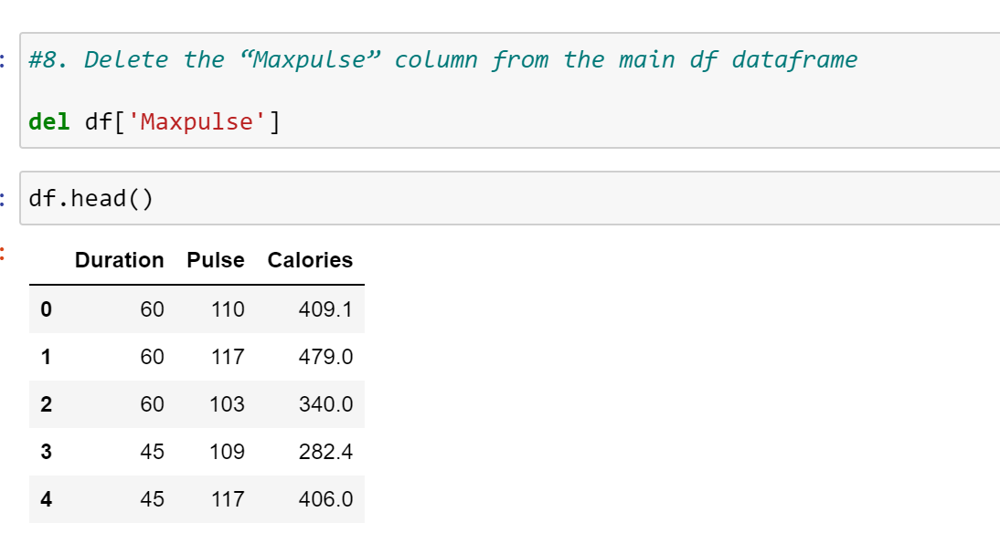 : #8. Delete the “Maxpulse” column from the main df dataframe
del df['Maxpulse']
: df.head()
:
Duration Pulse Calories
0 60 110 409.1
1 60 117 479.0
2 60 103 340.0
3 45 109 282.4
4 45 117 406.0